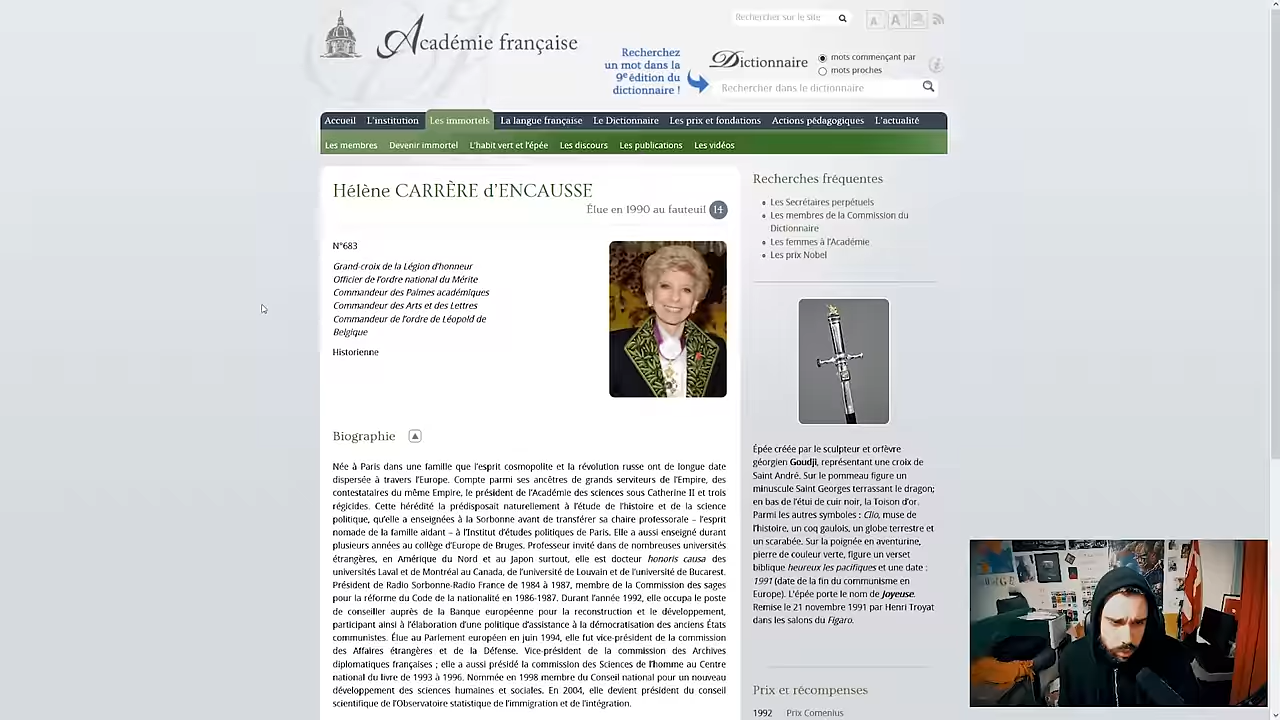 Rechercher sur le site
A
A
Académie française
Recherchez
un mot dans la
9e édition du
dictionnaire !
Dictionnaire
mots commençant par
mots proches
Rechercher dans le dictionnaire
Accueil L'institution Les immortels La langue française Le Dictionnaire Les prix et fondations Actions pédagogiques L'actualité
Les membres Devenir immortel L'habit vert et l'épée Les discours Les publications Les vidéos
Hélène CARRÈRE d'ENCAUSSE
Élue en 1990 au fauteuil 14
N°683
Grand-croix de la Légion d'honneur
Officier de l'ordre national du Mérite
Commandeur des Palmes académiques
Commandeur des Arts et des Lettres
Commandeur de l'ordre de Léopold de
Belgique
Historienne
Biographie
Née à Paris dans une famille que l'esprit cosmopolite et la révolution russe ont de longue date
dispersée à travers l'Europe. Compte parmi ses ancêtres de grands serviteurs de l'Empire, des
contestataires du même Empire, le président de l'Académie des sciences sous Catherine II et trois
régicides. Cette hérédité la prédisposait naturellement à l'étude de l'histoire et de la science
politique, qu'elle a enseignées à la Sorbonne avant de transférer sa chaire professorale – l'esprit
nomade de la famille aidant – à l'Institut d'études politiques de Paris. Elle a aussi enseigné durant
plusieurs années au collège d'Europe de Bruges. Professeur invité dans de nombreuses universités
étrangères, en Amérique du Nord et au Japon surtout, elle est docteur honoris causa des
universités Laval et de Montréal au Canada, de l'université de Louvain et de l'université de Bucarest.
Président de Radio Sorbonne-Radio France de 1984 à 1987, membre de la Commission des sages
pour la réforme du Code de la nationalité en 1986-1987. Durant l'année 1992, elle occupa le poste
de conseiller auprès de la Banque européenne pour la reconstruction et le développement,
participant ainsi à l'élaboration d'une politique d'assistance à la démocratisation des anciens États
communistes. Élue au Parlement européen en juin 1994, elle fut vice-président de la commission
des Affaires étrangères et de la Défense. Vice-président de la commission des Archives
diplomatiques françaises ; elle a aussi présidé la commission des Sciences de l'homme au Centre
national du livre de 1993 à 1996. Nommée en 1998 membre du Conseil national pour un nouveau
développement des sciences humaines et sociales. En 2004, elle devient président du conseil
scientifique de l'Observatoire statistique de l'immigration et de l'intégration.
Recherches fréquentes
Les Secrétaires perpétuels
Les membres de la Commission du
Dictionnaire
Les femmes à l'Académie
Les prix Nobel
Épée créée par le sculpteur et orfèvre
géorgien Goudji, représentant une croix de
Saint André. Sur le pommeau figure un
minuscule Saint Georges terrassant le dragon;
en bas de l'étui de cuir noir, la Toison d'or.
Parmi les autres symboles : Clio, muse de
l'histoire, un coq gaulois, un globe terrestre et
un scarabée. Sur la poignée en aventurine,
pierre de couleur verte, figure un verset
biblique heureux les pacifiques et une date :
1991 (date de la fin du communisme en
Europe). L'épée porte le nom de Joyeuse.
Remise le 21 novembre 1991 par Henri Troyat
dans les salons du Figaro.
Prix et récompenses
1992 Prix Comenius